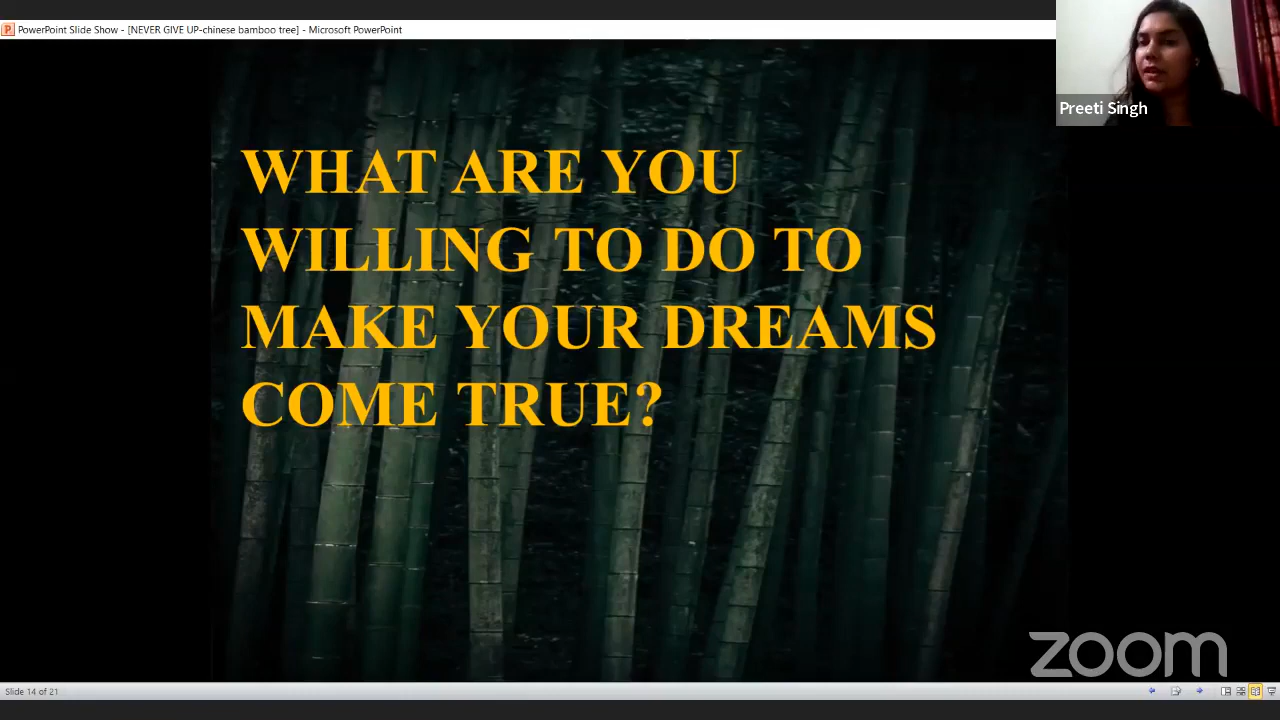 PowerPoint Slide Show - [NEVER GIVE UP-chinese bamboo tree] - Microsoft PowerPoint
Preeti Singh
WHAT ARE YOU
WILLING TO DO TO
MAKE YOUR DREAMS
COME TRUE?
zoom
Slide 14 of 21